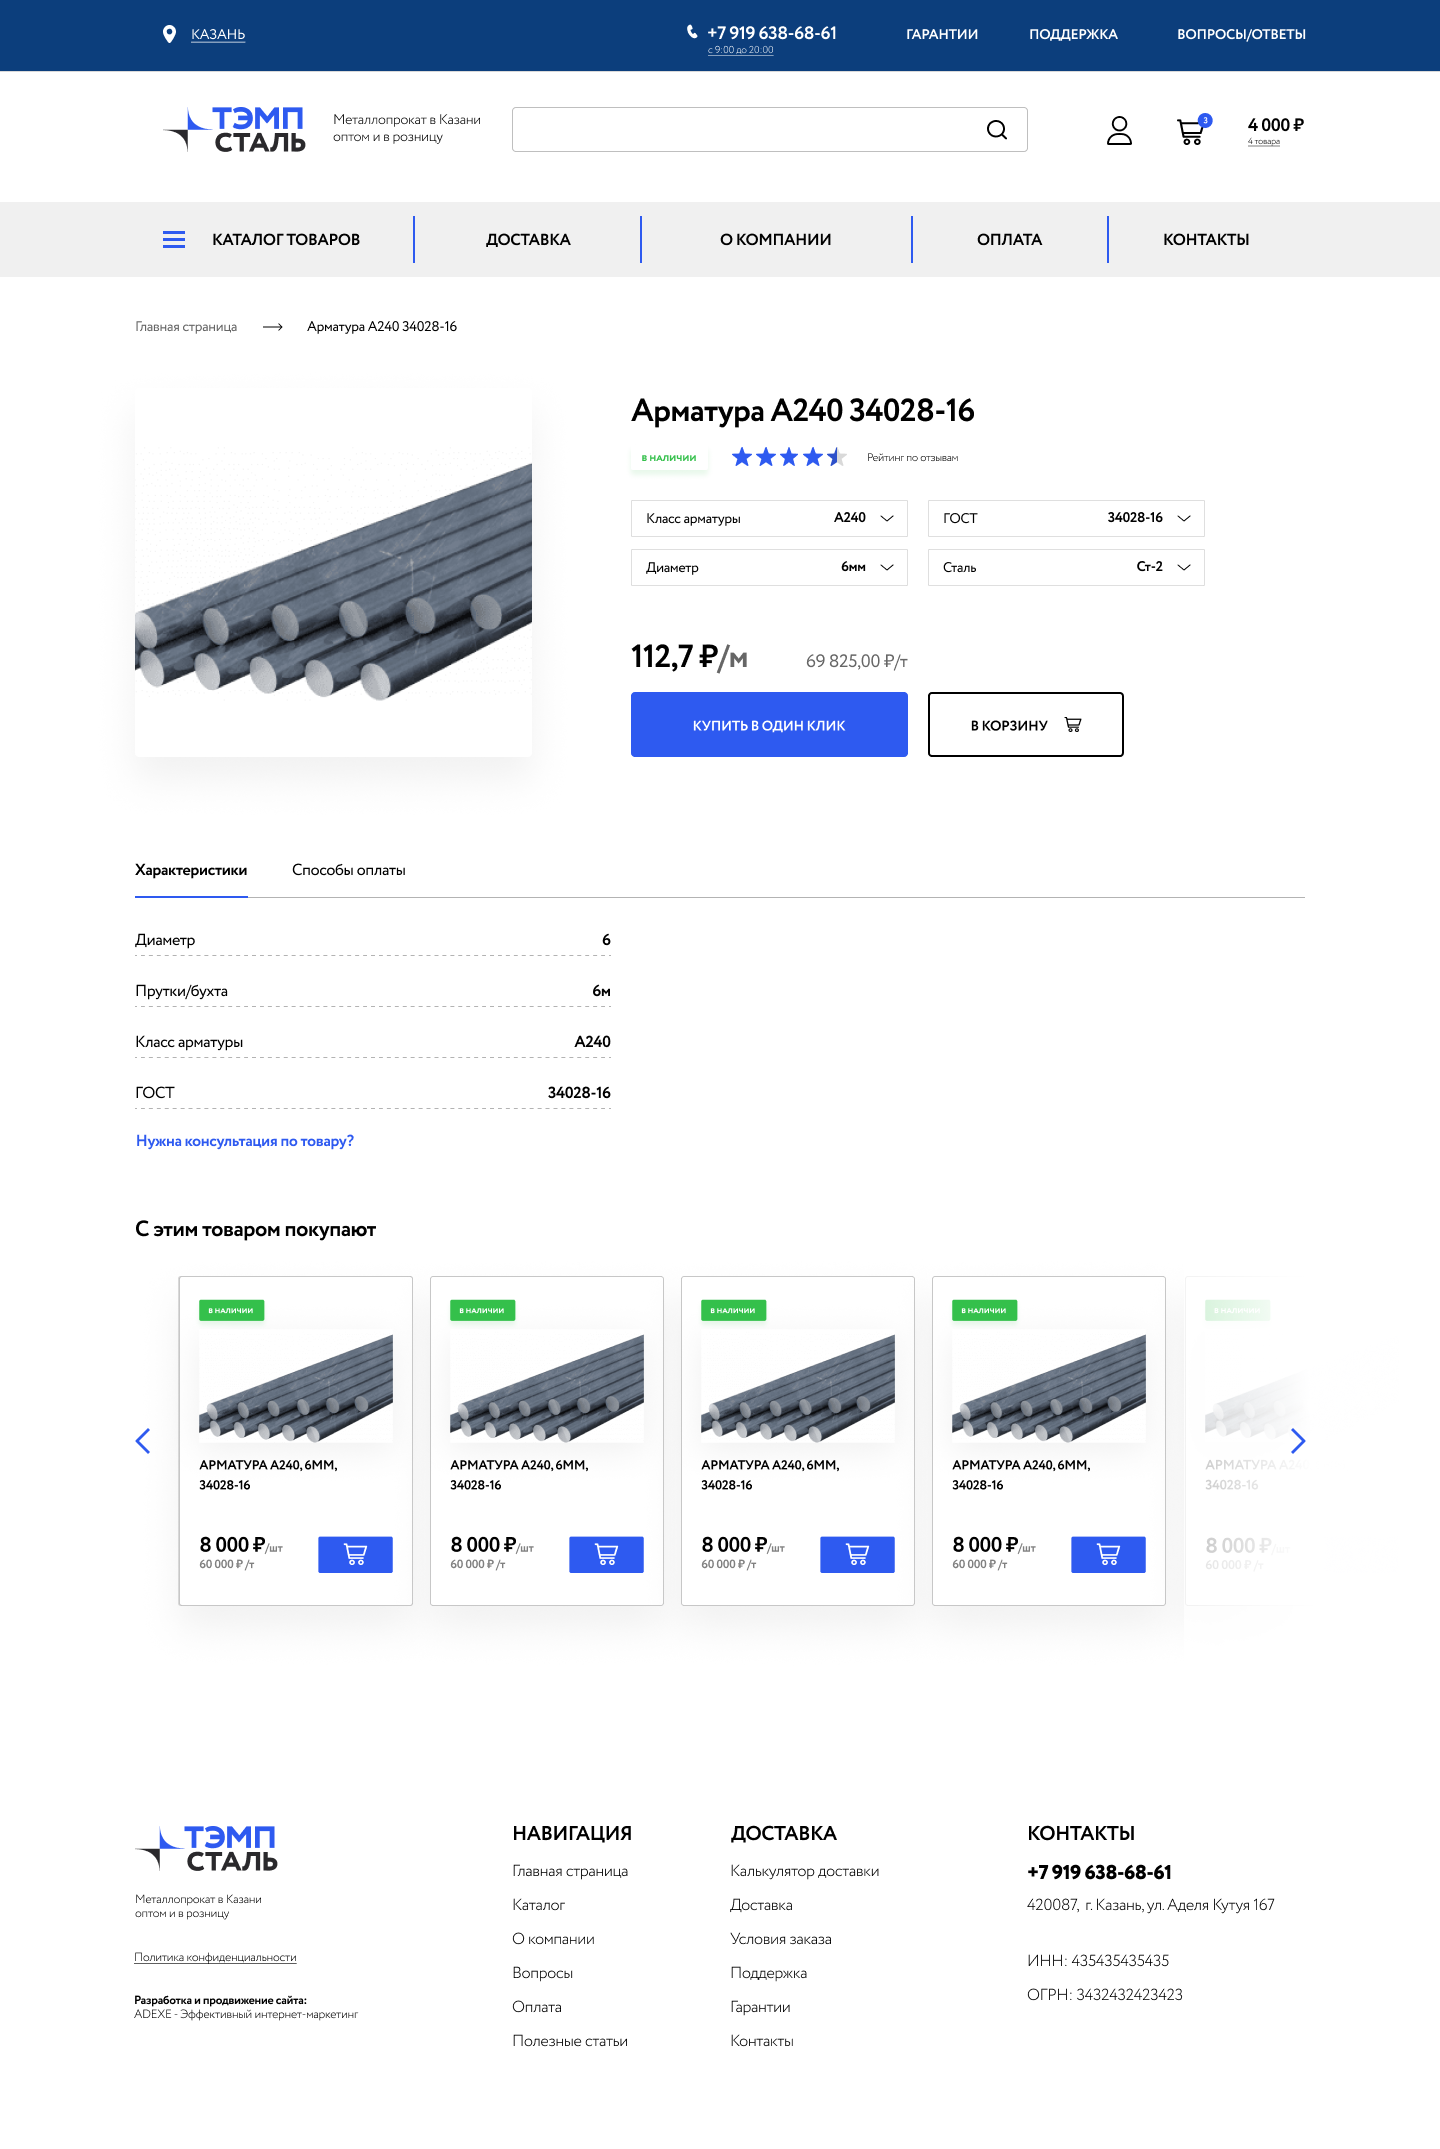 КАЗАНЬ
+7 919 638-68-61
с 9:00 до 20:00
ГАРАНТИИ
ПОДДЕРЖКА
ВОПРОСЫ/ОТВЕТЫ
ТЭМП
СТАЛЬ
Металлопрокат в Казани
оптом и в розницу
3
4 000 ₽
4 товара
КАТАЛОГ ТОВАРОВ
ДОСТАВКА
О КОМПАНИИ
ОПЛАТА
КОНТАКТЫ
Главная страница
Арматура А240 34028-16
Арматура А240 34028-16
В НАЛИЧИИ
Рейтинг по отзывам
Класс арматуры А240
ГОСТ 34028-16
Диаметр 6мм
Сталь Ст-2
112,7 ₽/м
69 825,00 ₽/т
КУПИТЬ В ОДИН КЛИК
В КОРЗИНУ
Характеристики
Способы оплаты
Диаметр 6
Прутки/бухта 6м
Класс арматуры А240
ГОСТ 34028-16
Нужна консультация по товару?
С этим товаром покупают
В НАЛИЧИИ
АРМАТУРА А240, 6ММ,
34028-16
8 000 ₽/шт
60 000 ₽ /т
В НАЛИЧИИ
АРМАТУРА А240, 6ММ,
34028-16
8 000 ₽/шт
60 000 ₽ /т
В НАЛИЧИИ
АРМАТУРА А240, 6ММ,
34028-16
8 000 ₽/шт
60 000 ₽ /т
В НАЛИЧИИ
АРМАТУРА А240, 6ММ,
34028-16
8 000 ₽/шт
60 000 ₽ /т
В НАЛИЧИИ
АРМАТУРА
34028-16
8 000 ₽/шт
60 000 ₽ /т
ТЭМП
СТАЛЬ
Металлопрокат в Казани
оптом и в розницу
Политика конфиденциальности
Разработка и продвижение сайта:
ADEXE - Эффективный интернет-маркетинг
НАВИГАЦИЯ
Главная страница
Каталог
О компании
Вопросы
Оплата
Полезные статьи
ДОСТАВКА
Калькулятор доставки
Доставка
Условия заказа
Поддержка
Гарантии
Контакты
КОНТАКТЫ
+7 919 638-68-61
420087, г. Казань, ул. Аделя Кутуя 167
ИНН: 435435435435
ОГРН: 3432432423423